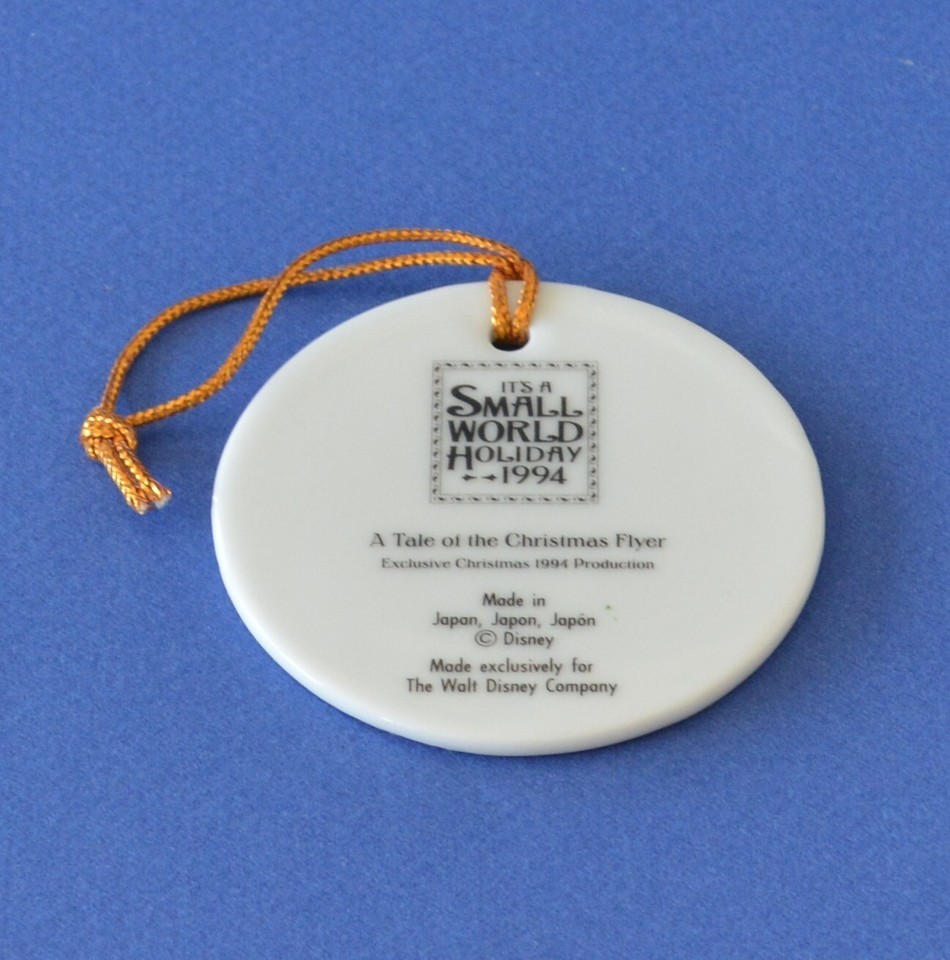 IT'S A
SMALL
WORLD
HOLIDAY
1994
A Tale of the Christmas Flyer
Exclusive Christmas 1994 Production
Made in
Japan, Japon, Japón
© Disney
Made exclusively for
The Walt Disney Company